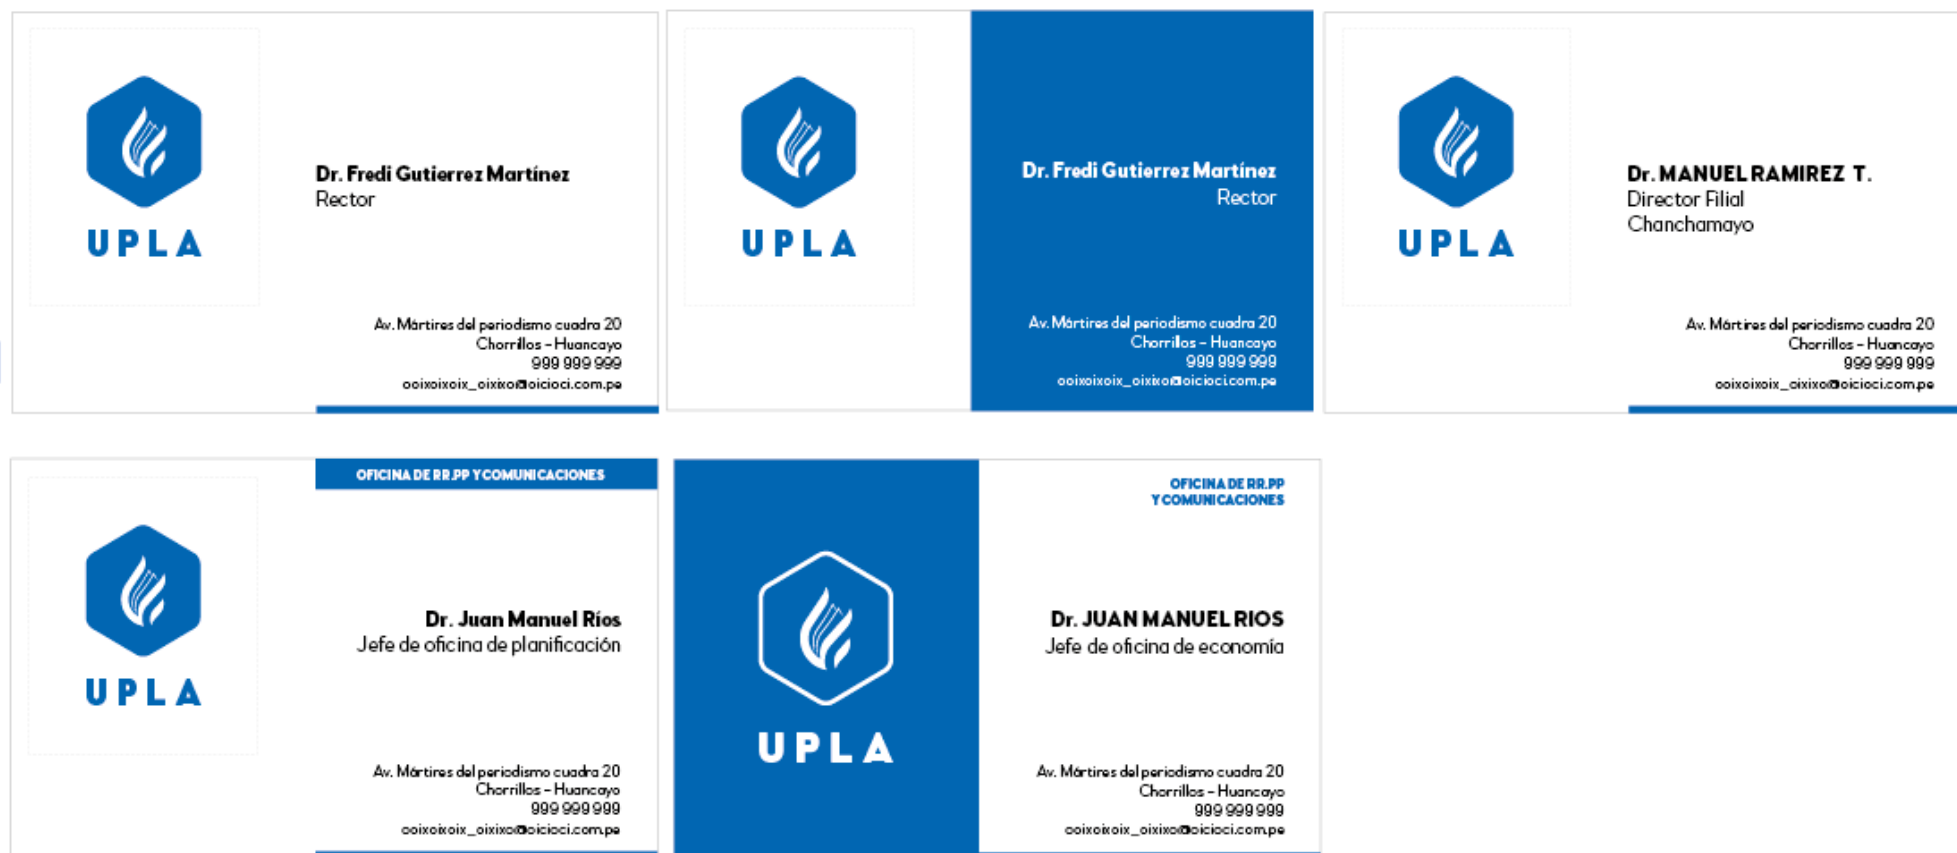 UPLA
Dr. Fredi Gutierrez Martínez
Rector
Av. Mártires del periodismo cuadra 20
Chorrillos - Huancayo
999 999 999
ooixoixoix_oixixo@oicioci.com.pe
UPLA
Dr. Fredi Gutierrez Martínez
Rector
Av. Mártires del periodismo cuadra 20
Chorrillos - Huancayo
999 999 999
ooixoixoix_oixixo@oicioci.com.pe
UPLA
Dr. MANUEL RAMIREZ T.
Director Filial
Chanchamayo
Av. Mártires del periodismo cuadra 20
Chorrillos - Huancayo
999 999 999
ooixoixoix_oixixo@oicioci.com.pe
OFICINA DE RR.PP Y COMUNICACIONES
UPLA
Dr. Juan Manuel Ríos
Jefe de oficina de planificación
Av. Mártires del periodismo cuadra 20
Chorrillos - Huancayo
999 999 999
ooixoixoix_oixixo@oicioci.com.pe
UPLA
OFICINA DE RR.PP
Y COMUNICACIONES
Dr. JUAN MANUEL RIOS
Jefe de oficina de economía
Av. Mártires del periodismo cuadra 20
Chorrillos - Huancayo
999 999 999
ooixoixoix_oixixo@oicioci.com.pe